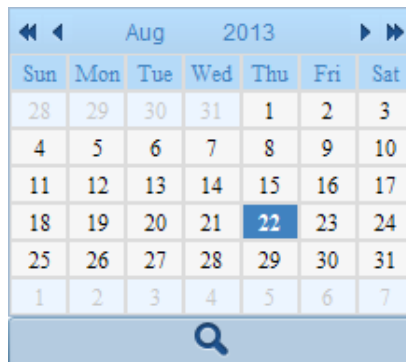 Aug 2013
Sun Mon Tue Wed Thu Fri Sat
28 29 30 31 1 2 3
4 5 6 7 8 9 10
11 12 13 14 15 16 17
18 19 20 21 22 23 24
25 26 27 28 29 30 31
1 2 3 4 5 6 7